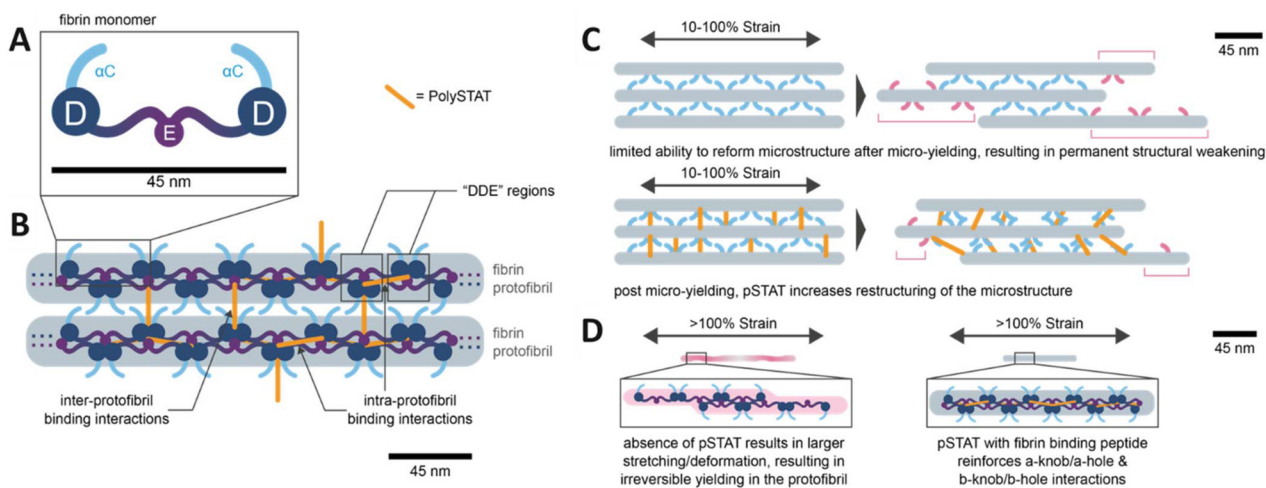 A
fibrin monomer
αC
αC
D
E
D
45 nm
= PolySTAT
"DDE" regions
B
fibrin
protofibril
fibrin
protofibril
inter-protofibril
binding interactions
intra-protofibril
binding interactions
45 nm
C
10-100% Strain
45 nm
limited ability to reform microstructure after micro-yielding, resulting in permanent structural weakening
10-100% Strain
post micro-yielding, pSTAT increases restructuring of the microstructure
D
>100% Strain
>100% Strain
45 nm
absence of pSTAT results in larger
stretching/deformation, resulting in
irreversible yielding in the protofibril
pSTAT with fibrin binding peptide
reinforces a-knob/a-hole &
b-knob/b-hole interactions